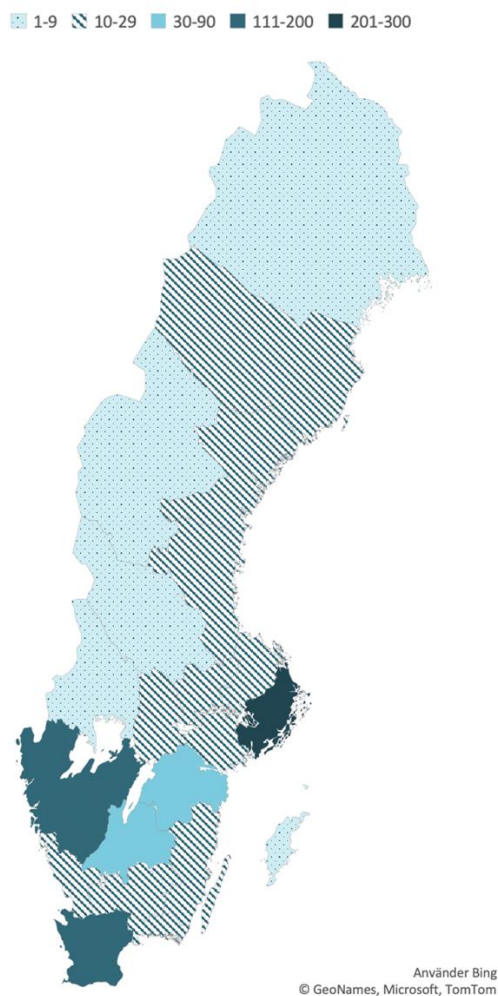 1-9 10-29 30-90 111-200 201-300
Använder Bing
© GeoNames, Microsoft, TomTom